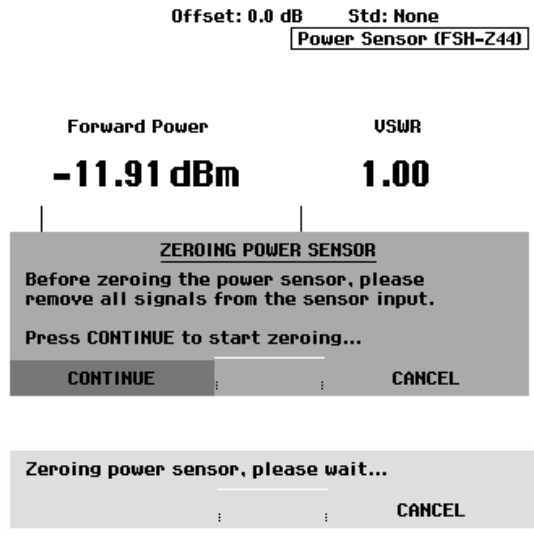 Offset: 0.0 dB Std: None
Power Sensor (FSH-Z44)
Forward Power VSWR
-11.91 dBm 1.00
ZEROING POWER SENSOR
Before zeroing the power sensor, please
remove all signals from the sensor input.
Press CONTINUE to start zeroing...
CONTINUE CANCEL
Zeroing power sensor, please wait...
CANCEL